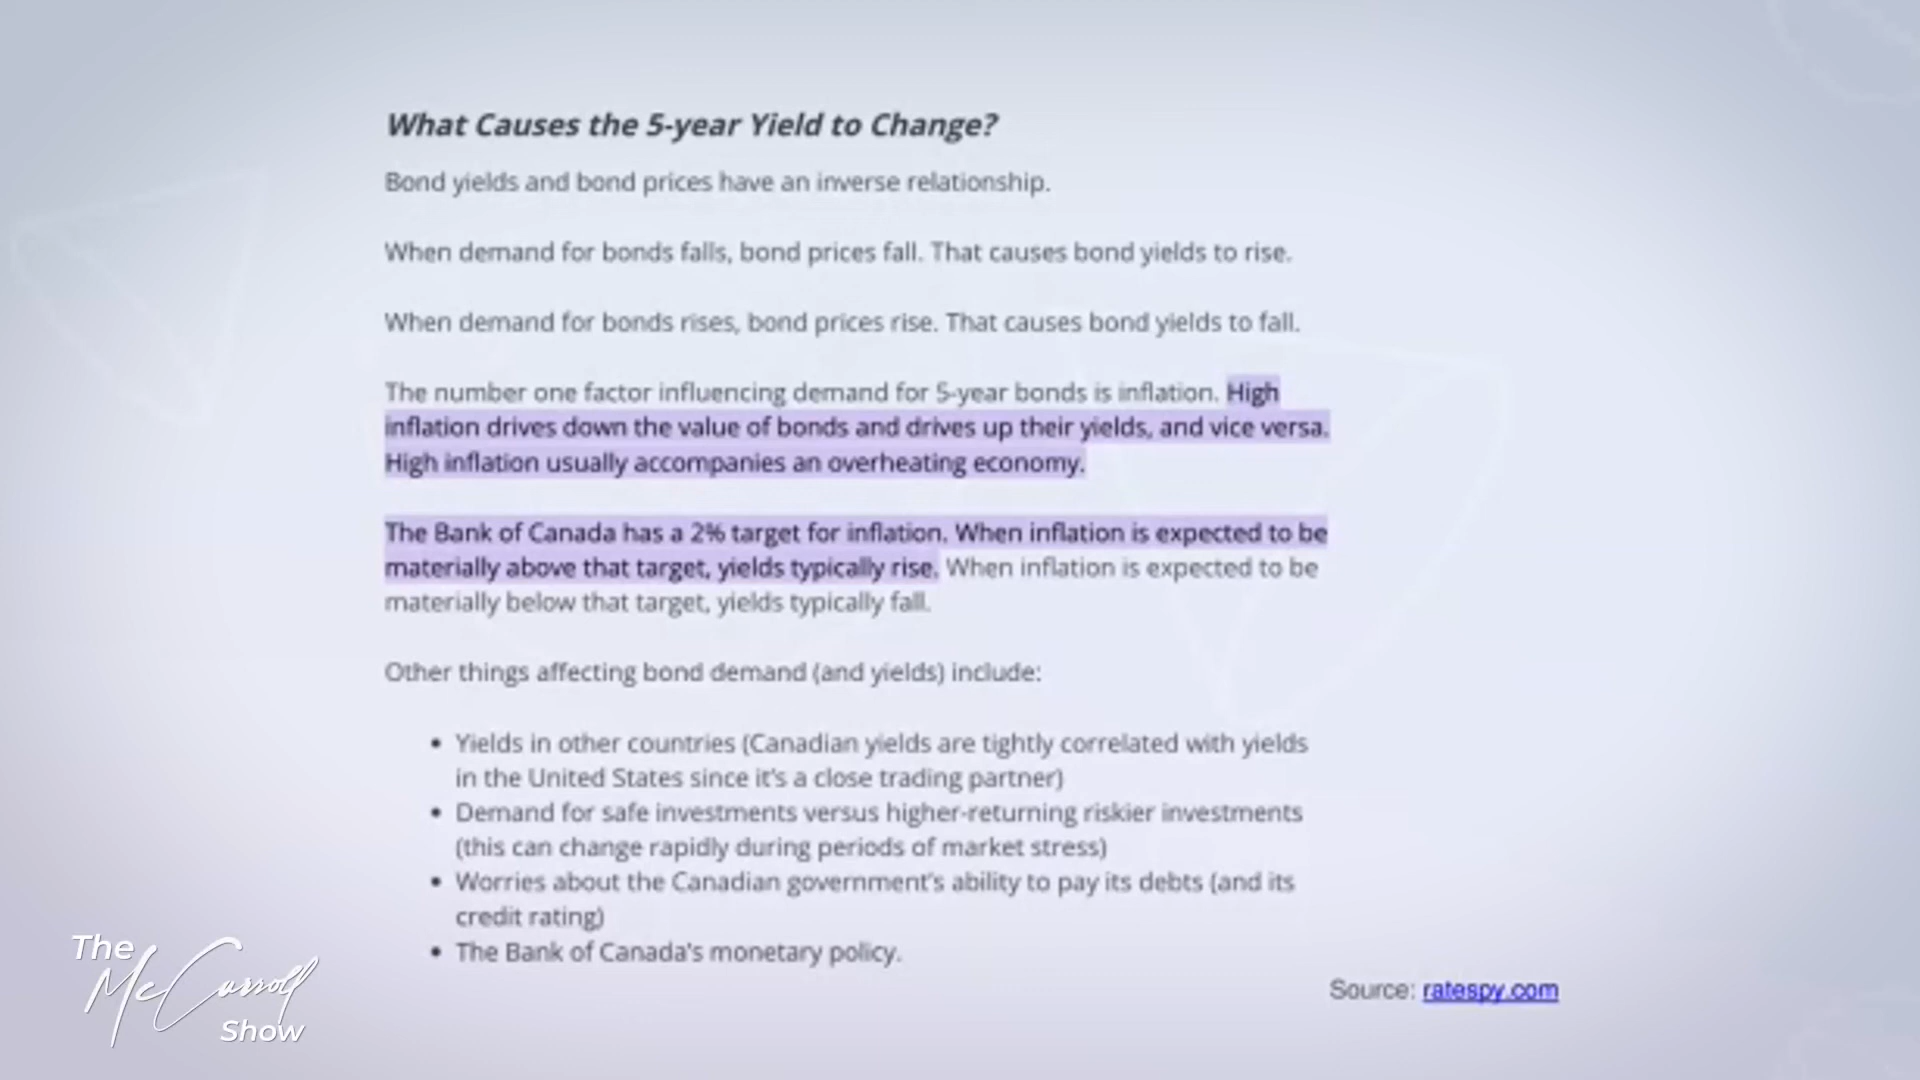 What Causes the 5-year Yield to Change?
Bond yields and bond prices have an inverse relationship.
When demand for bonds falls, bond prices fall. That causes bond yields to rise.
When demand for bonds rises, bond prices rise. That causes bond yields to fall.
The number one factor influencing demand for 5-year bonds is inflation. High
inflation drives down the value of bonds and drives up their yields, and vice versa.
High inflation usually accompanies an overheating economy.
The Bank of Canada has a 2% target for inflation. When inflation is expected to be
materially above that target, yields typically rise. When inflation is expected to be
materially below that target, yields typically fall.
Other things affecting bond demand (and yields) include:
• Yields in other countries (Canadian yields are tightly correlated with yields
in the United States since it's a close trading partner)
• Demand for safe investments versus higher-returning riskier investments
(this can change rapidly during periods of market stress)
• Worries about the Canadian government's ability to pay its debts (and its
credit rating)
• The Bank of Canada's monetary policy.
Source: ratespy.com
The
McCarroll
Show